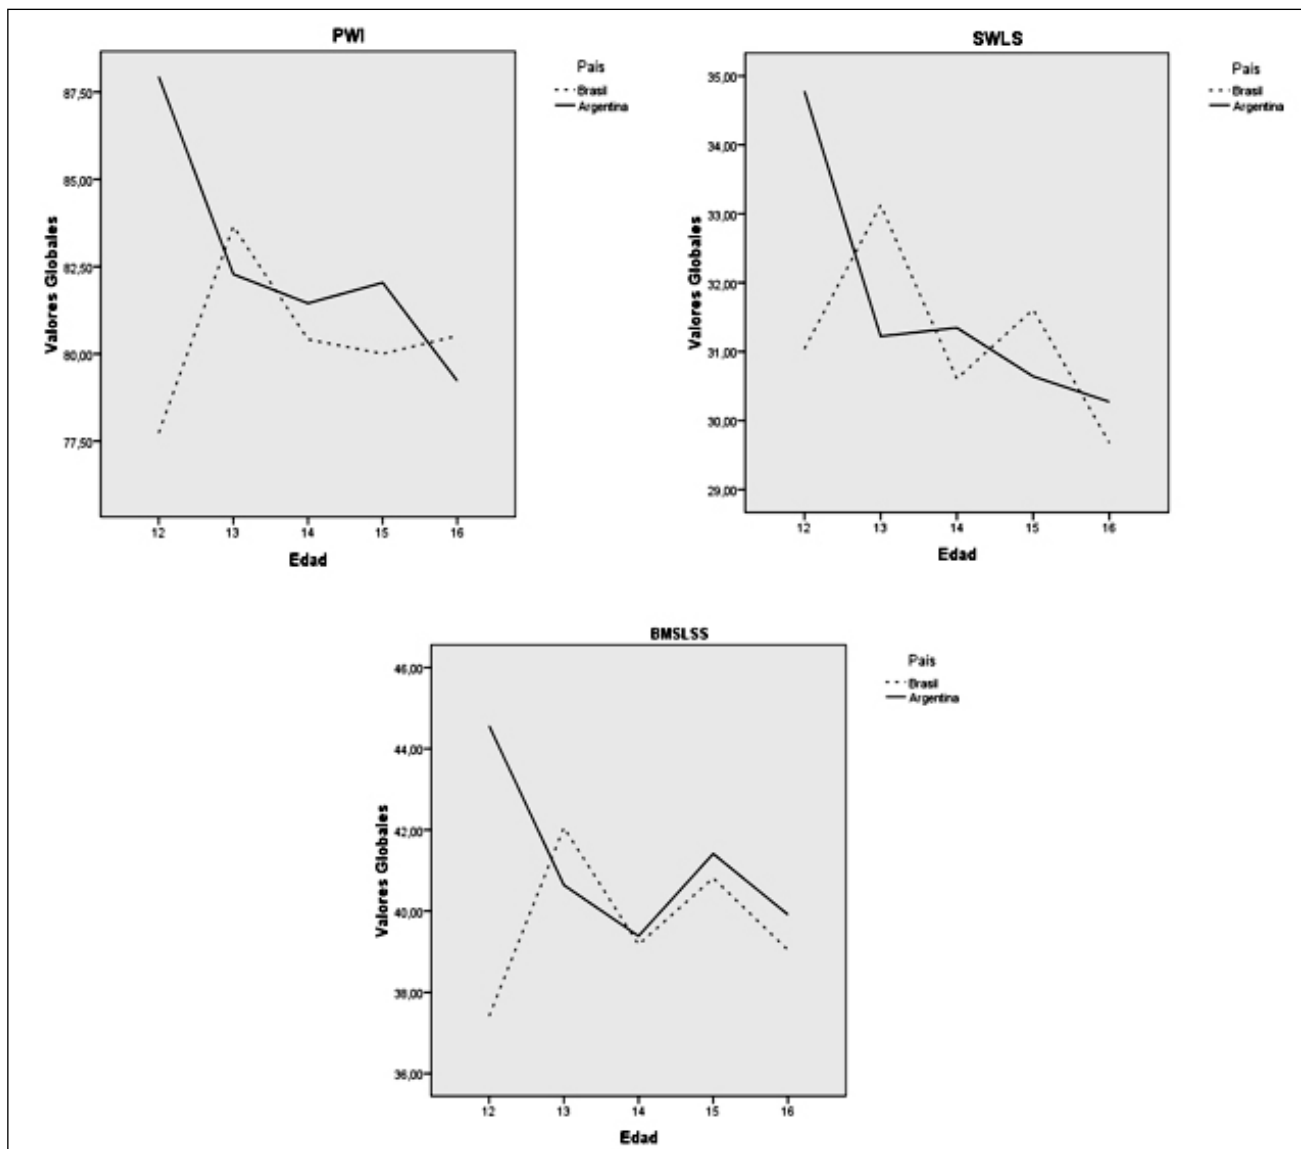 PWI
País
Brasil
Argentina
87,50
85,00
82,50
80,00
77,50
Valores Globales
12 13 14 15 16
Edad
SWLS
País
Brasil
Argentina
35,00
34,00
33,00
32,00
31,00
30,00
29,00
Valores Globales
12 13 14 15 16
Edad
BMSLSS
País
Brasil
Argentina
46,00
44,00
42,00
40,00
38,00
36,00
Valores Globales
12 13 14 15 16
Edad